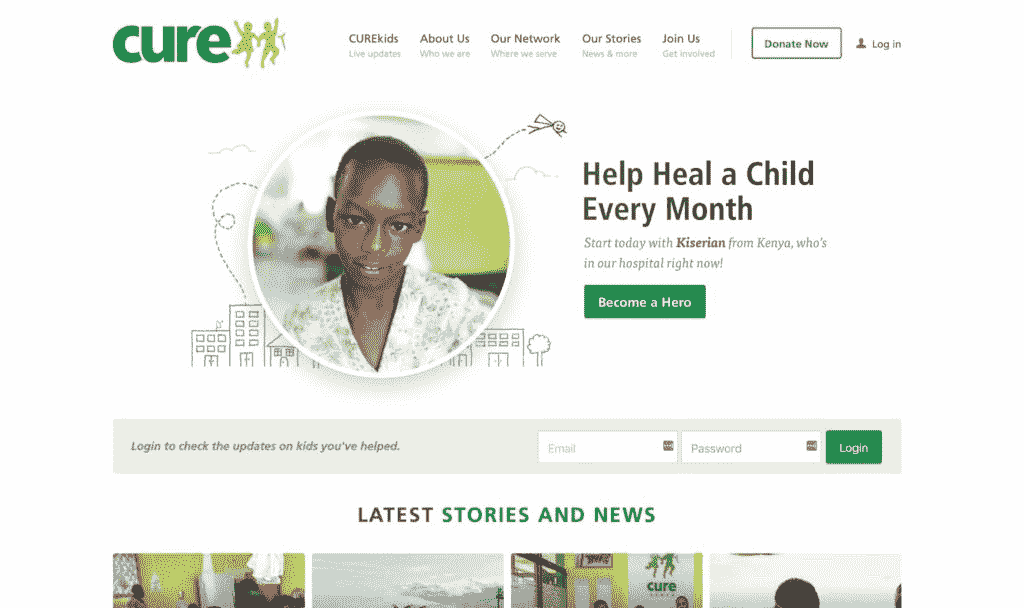 cure
CUREkids
Live updates
About Us
Who we are
Our Network
Where we serve
Our Stories
News & more
Join Us
Get involved
Donate Now
Log in
Help Heal a Child
Every Month
Start today with Kiserian from Kenya, who's
in our hospital right now!
Become a Hero
Login to check the updates on kids you've helped.
Email
Password
Login
LATEST STORIES AND NEWS
cure